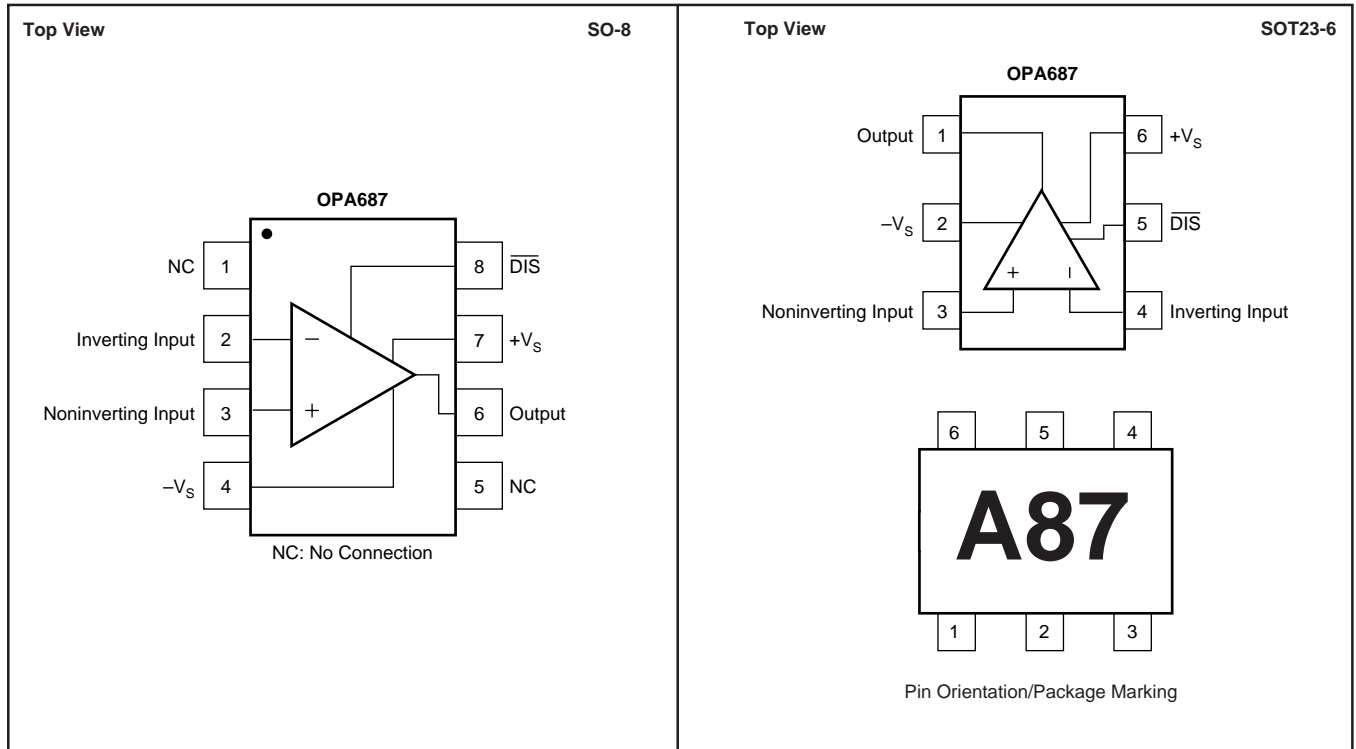 Top View
SO-8
OPA687
NC 1
8 D̅I̅S̅
Inverting Input 2
−
7 +VS
Noninverting Input 3
+
6 Output
–VS 4
5 NC
NC: No Connection
Top View
SOT23-6
OPA687
Output 1
6 +VS
–VS 2
5 D̅I̅S̅
+ −
Noninverting Input 3
4 Inverting Input
6 5 4
A87
1 2 3
Pin Orientation/Package Marking